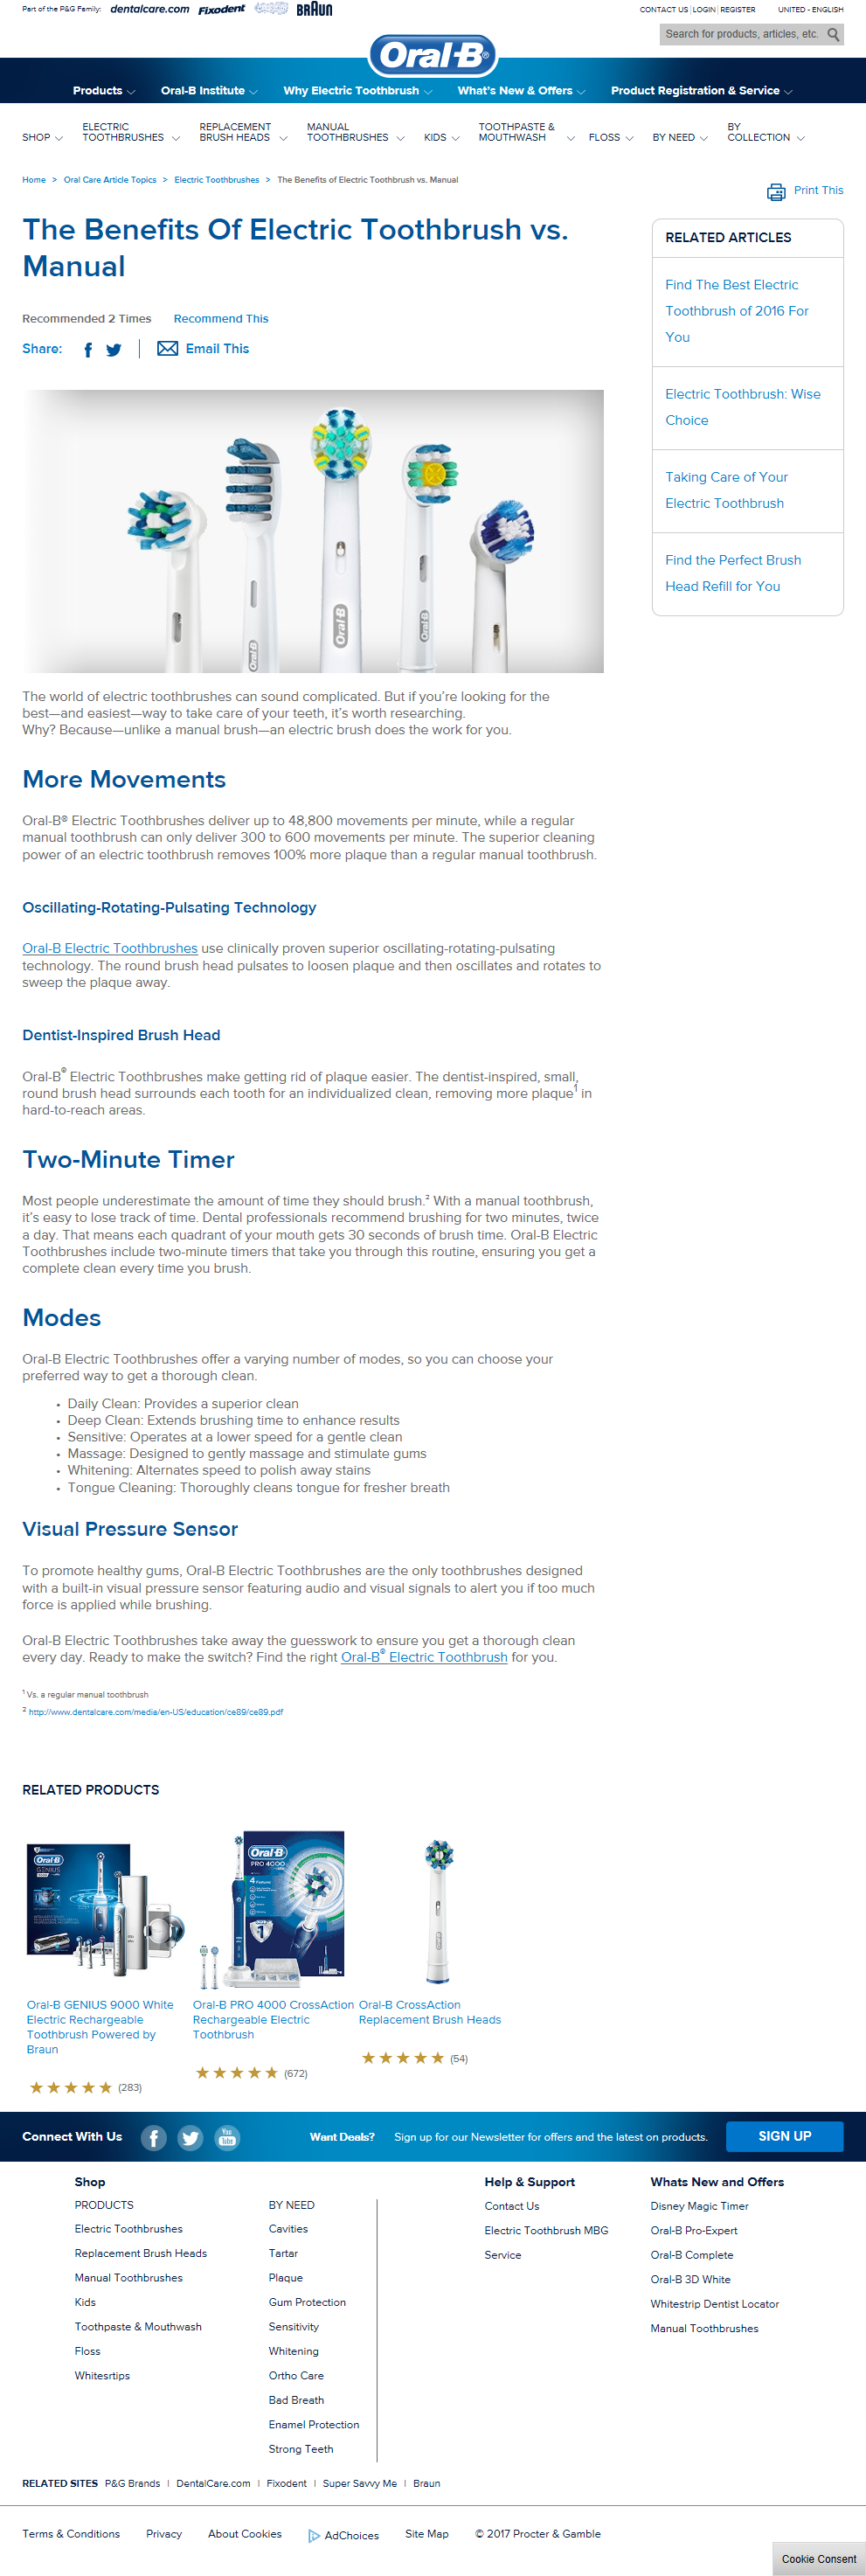 Part of the P&G Family: dentalcare.com Fixodent BRAUN
CONTACT US | LOGIN | REGISTER UNITED - ENGLISH
Search for products, articles, etc.
Oral-B®
Products Oral-B Institute Why Electric Toothbrush What's New & Offers Product Registration & Service
SHOP ELECTRIC TOOTHBRUSHES REPLACEMENT BRUSH HEADS MANUAL TOOTHBRUSHES KIDS TOOTHPASTE & MOUTHWASH FLOSS BY NEED BY COLLECTION
Home > Oral Care Article Topics > Electric Toothbrushes > The Benefits of Electric Toothbrush vs. Manual
Print This
The Benefits Of Electric Toothbrush vs.
Manual
Recommended 2 Times Recommend This
Share: Email This
RELATED ARTICLES
Find The Best Electric
Toothbrush of 2016 For
You
Electric Toothbrush: Wise
Choice
Taking Care of Your
Electric Toothbrush
Find the Perfect Brush
Head Refill for You
Oral-B Oral-B Oral-B
The world of electric toothbrushes can sound complicated. But if you're looking for the
best—and easiest—way to take care of your teeth, it's worth researching.
Why? Because—unlike a manual brush—an electric brush does the work for you.
More Movements
Oral-B® Electric Toothbrushes deliver up to 48,800 movements per minute, while a regular
manual toothbrush can only deliver 300 to 600 movements per minute. The superior cleaning
power of an electric toothbrush removes 100% more plaque than a regular manual toothbrush.
Oscillating-Rotating-Pulsating Technology
Oral-B Electric Toothbrushes use clinically proven superior oscillating-rotating-pulsating
technology. The round brush head pulsates to loosen plaque and then oscillates and rotates to
sweep the plaque away.
Dentist-Inspired Brush Head
Oral-B® Electric Toothbrushes make getting rid of plaque easier. The dentist-inspired, small,
round brush head surrounds each tooth for an individualized clean, removing more plaque¹ in
hard-to-reach areas.
Two-Minute Timer
Most people underestimate the amount of time they should brush.² With a manual toothbrush,
it's easy to lose track of time. Dental professionals recommend brushing for two minutes, twice
a day. That means each quadrant of your mouth gets 30 seconds of brush time. Oral-B Electric
Toothbrushes include two-minute timers that take you through this routine, ensuring you get a
complete clean every time you brush.
Modes
Oral-B Electric Toothbrushes offer a varying number of modes, so you can choose your
preferred way to get a thorough clean.
• Daily Clean: Provides a superior clean
• Deep Clean: Extends brushing time to enhance results
• Sensitive: Operates at a lower speed for a gentle clean
• Massage: Designed to gently massage and stimulate gums
• Whitening: Alternates speed to polish away stains
• Tongue Cleaning: Thoroughly cleans tongue for fresher breath
Visual Pressure Sensor
To promote healthy gums, Oral-B Electric Toothbrushes are the only toothbrushes designed
with a built-in visual pressure sensor featuring audio and visual signals to alert you if too much
force is applied while brushing.
Oral-B Electric Toothbrushes take away the guesswork to ensure you get a thorough clean
every day. Ready to make the switch? Find the right Oral-B® Electric Toothbrush for you.
¹ Vs. a regular manual toothbrush
² http://www.dentalcare.com/media/en-US/education/ce89/ce89.pdf
RELATED PRODUCTS
Oral-B GENIUS
Oral-B PRO 4000
Oral-B GENIUS 9000 White
Electric Rechargeable
Toothbrush Powered by
Braun
(283)
Oral-B PRO 4000 CrossAction
Rechargeable Electric
Toothbrush
(672)
Oral-B CrossAction
Replacement Brush Heads
(54)
Connect With Us You Tube Want Deals? Sign up for our Newsletter for offers and the latest on products. SIGN UP
Shop
PRODUCTS
Electric Toothbrushes
Replacement Brush Heads
Manual Toothbrushes
Kids
Toothpaste & Mouthwash
Floss
Whitesrtips
BY NEED
Cavities
Tartar
Plaque
Gum Protection
Sensitivity
Whitening
Ortho Care
Bad Breath
Enamel Protection
Strong Teeth
Help & Support
Contact Us
Electric Toothbrush MBG
Service
Whats New and Offers
Disney Magic Timer
Oral-B Pro-Expert
Oral-B Complete
Oral-B 3D White
Whitestrip Dentist Locator
Manual Toothbrushes
RELATED SITES P&G Brands | DentalCare.com | Fixodent | Super Savvy Me | Braun
Terms & Conditions Privacy About Cookies AdChoices Site Map © 2017 Procter & Gamble
Cookie Consent